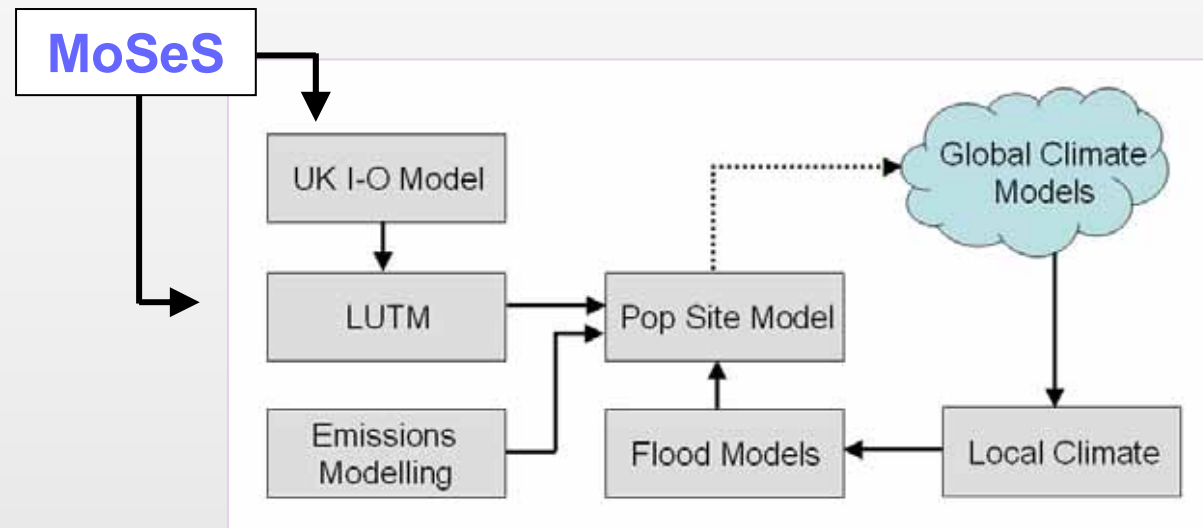 MoSeS
UK I-O Model
Global Climate
Models
LUTM
Pop Site Model
Emissions
Modelling
Flood Models
Local Climate